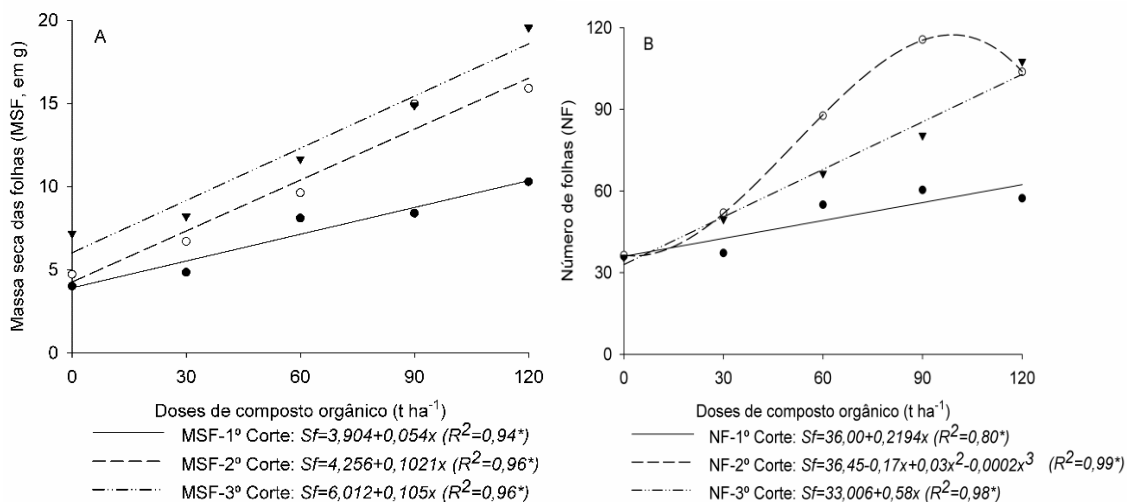 A
Massa seca das folhas (MSF, em g)
20
15
10
5
0
0 30 60 90 120
Doses de composto orgânico (t ha⁻¹)
MSF-1º Corte: Sf=3,904+0,054x (R²=0,94*)
MSF-2º Corte: Sf=4,256+0,1021x (R²=0,96*)
MSF-3º Corte: Sf=6,012+0,105x (R²=0,96*)
B
Número de folhas (NF)
120
90
60
30
0
0 30 60 90 120
Doses de composto orgânico (t ha⁻¹)
NF-1º Corte: Sf=36,00+0,2194x (R²=0,80*)
NF-2º Corte: Sf=36,45-0,17x+0,03x²-0,0002x³ (R²=0,99*)
NF-3º Corte: Sf=33,006+0,58x (R²=0,98*)